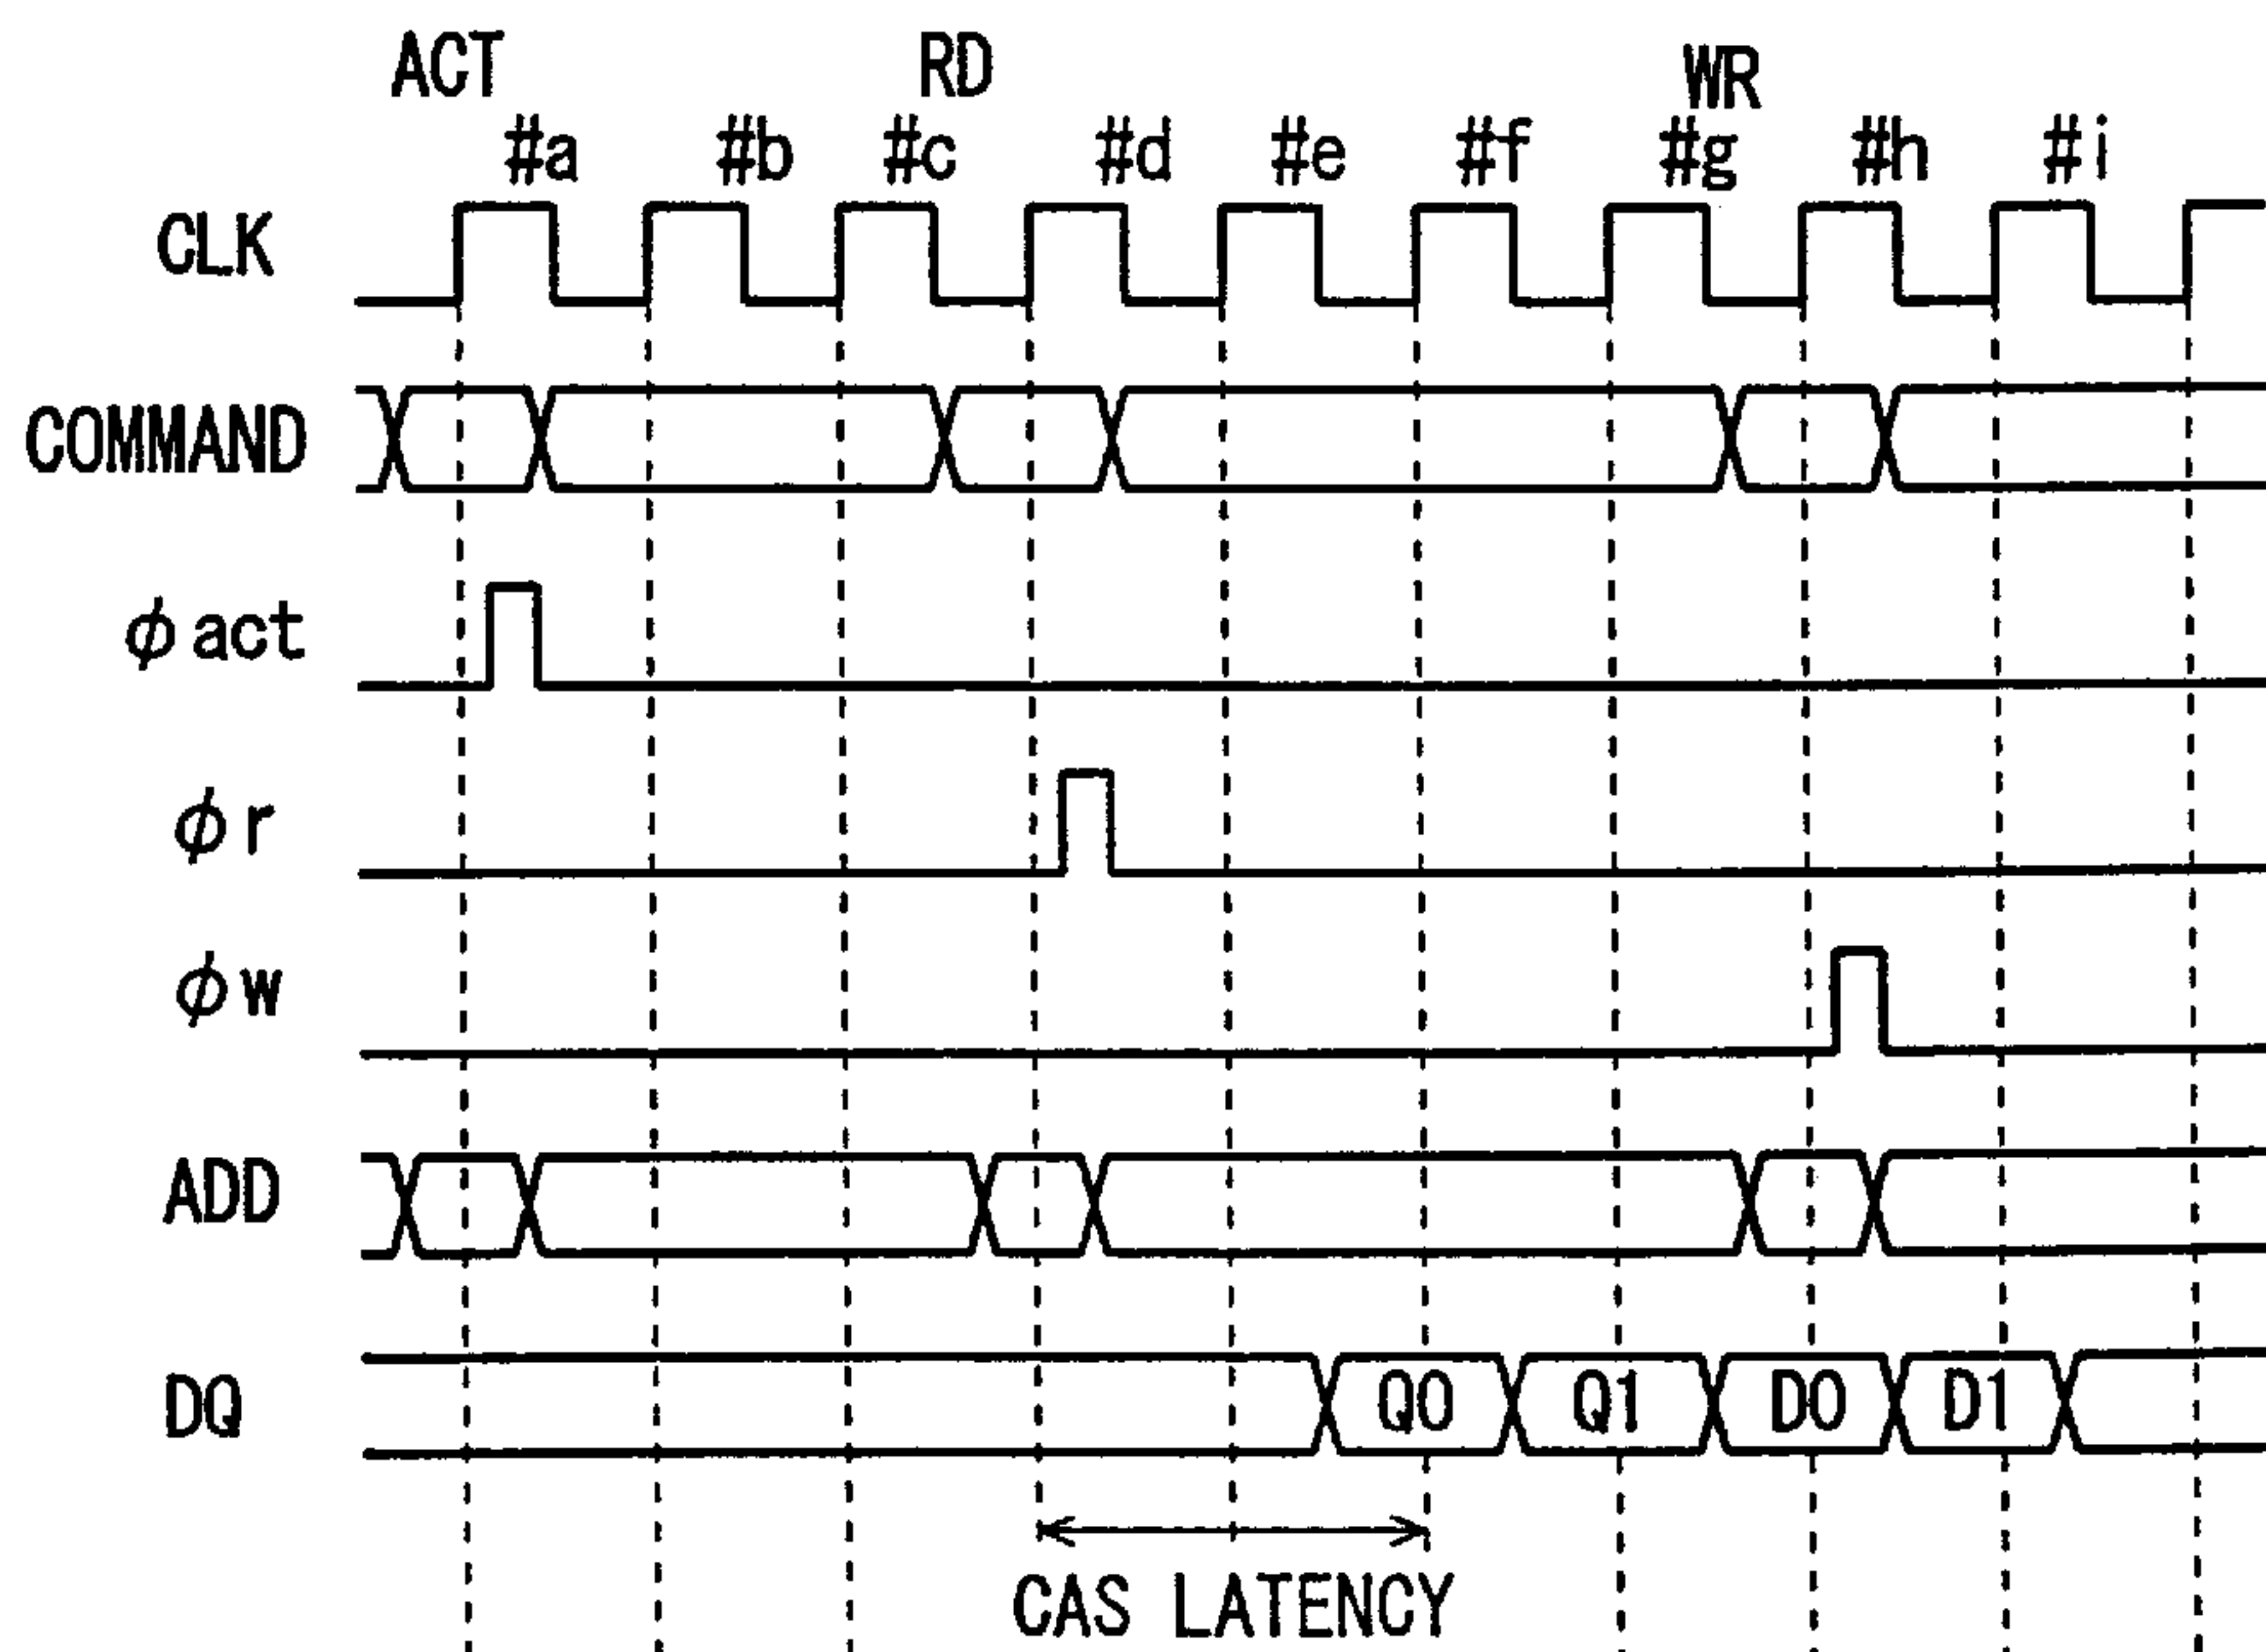 ACT RD WR
#a #b #c #d #e #f #g #h #i
CLK
COMMAND
φact
φr
φw
ADD
DQ Q0 Q1 D0 D1
CAS LATENCY